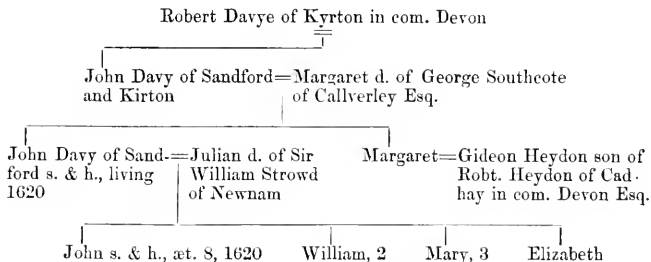 Robert Davye of Kyrton in com. Devon
John Davy of Sandford=Margaret d. of George Southcote
and Kirton of Callverley Esq.
John Davy of Sand-=Julian d. of Sir Margaret=Gideon Heydon son of
ford s. & h., living William Strowd Robt. Heydon of Cad-
1620 of Newnam hay in com. Devon Esq.
John s. & h., æt. 8, 1620 William, 2 Mary, 3 Elizabeth